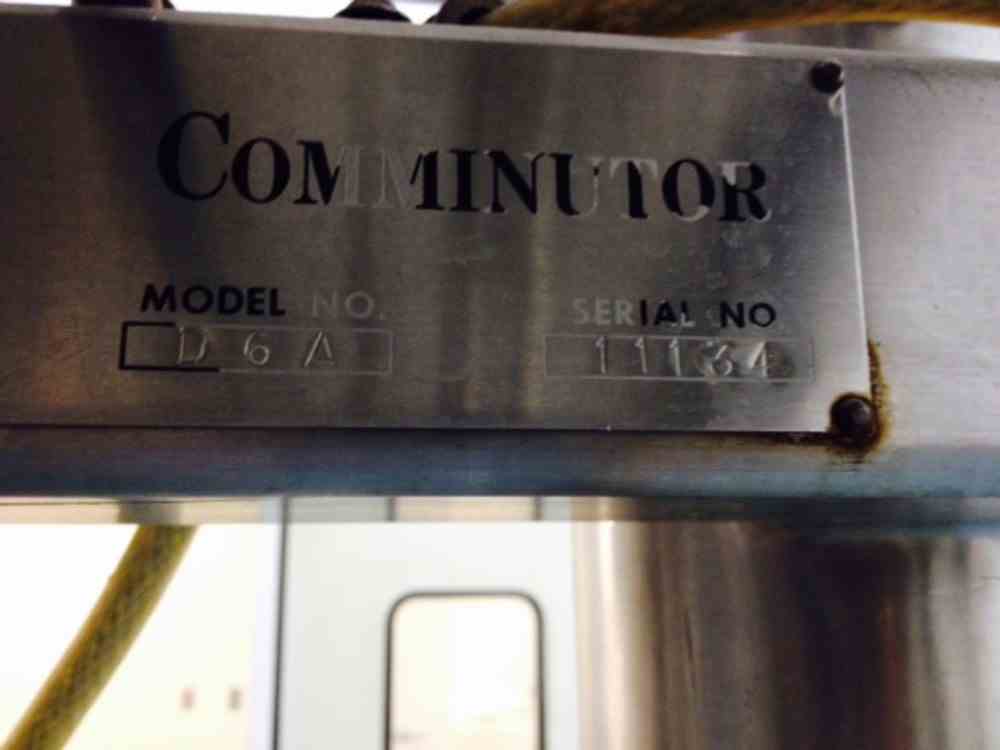 COMMINUTOR
MODEL NO. SERIAL NO
D6A 11134